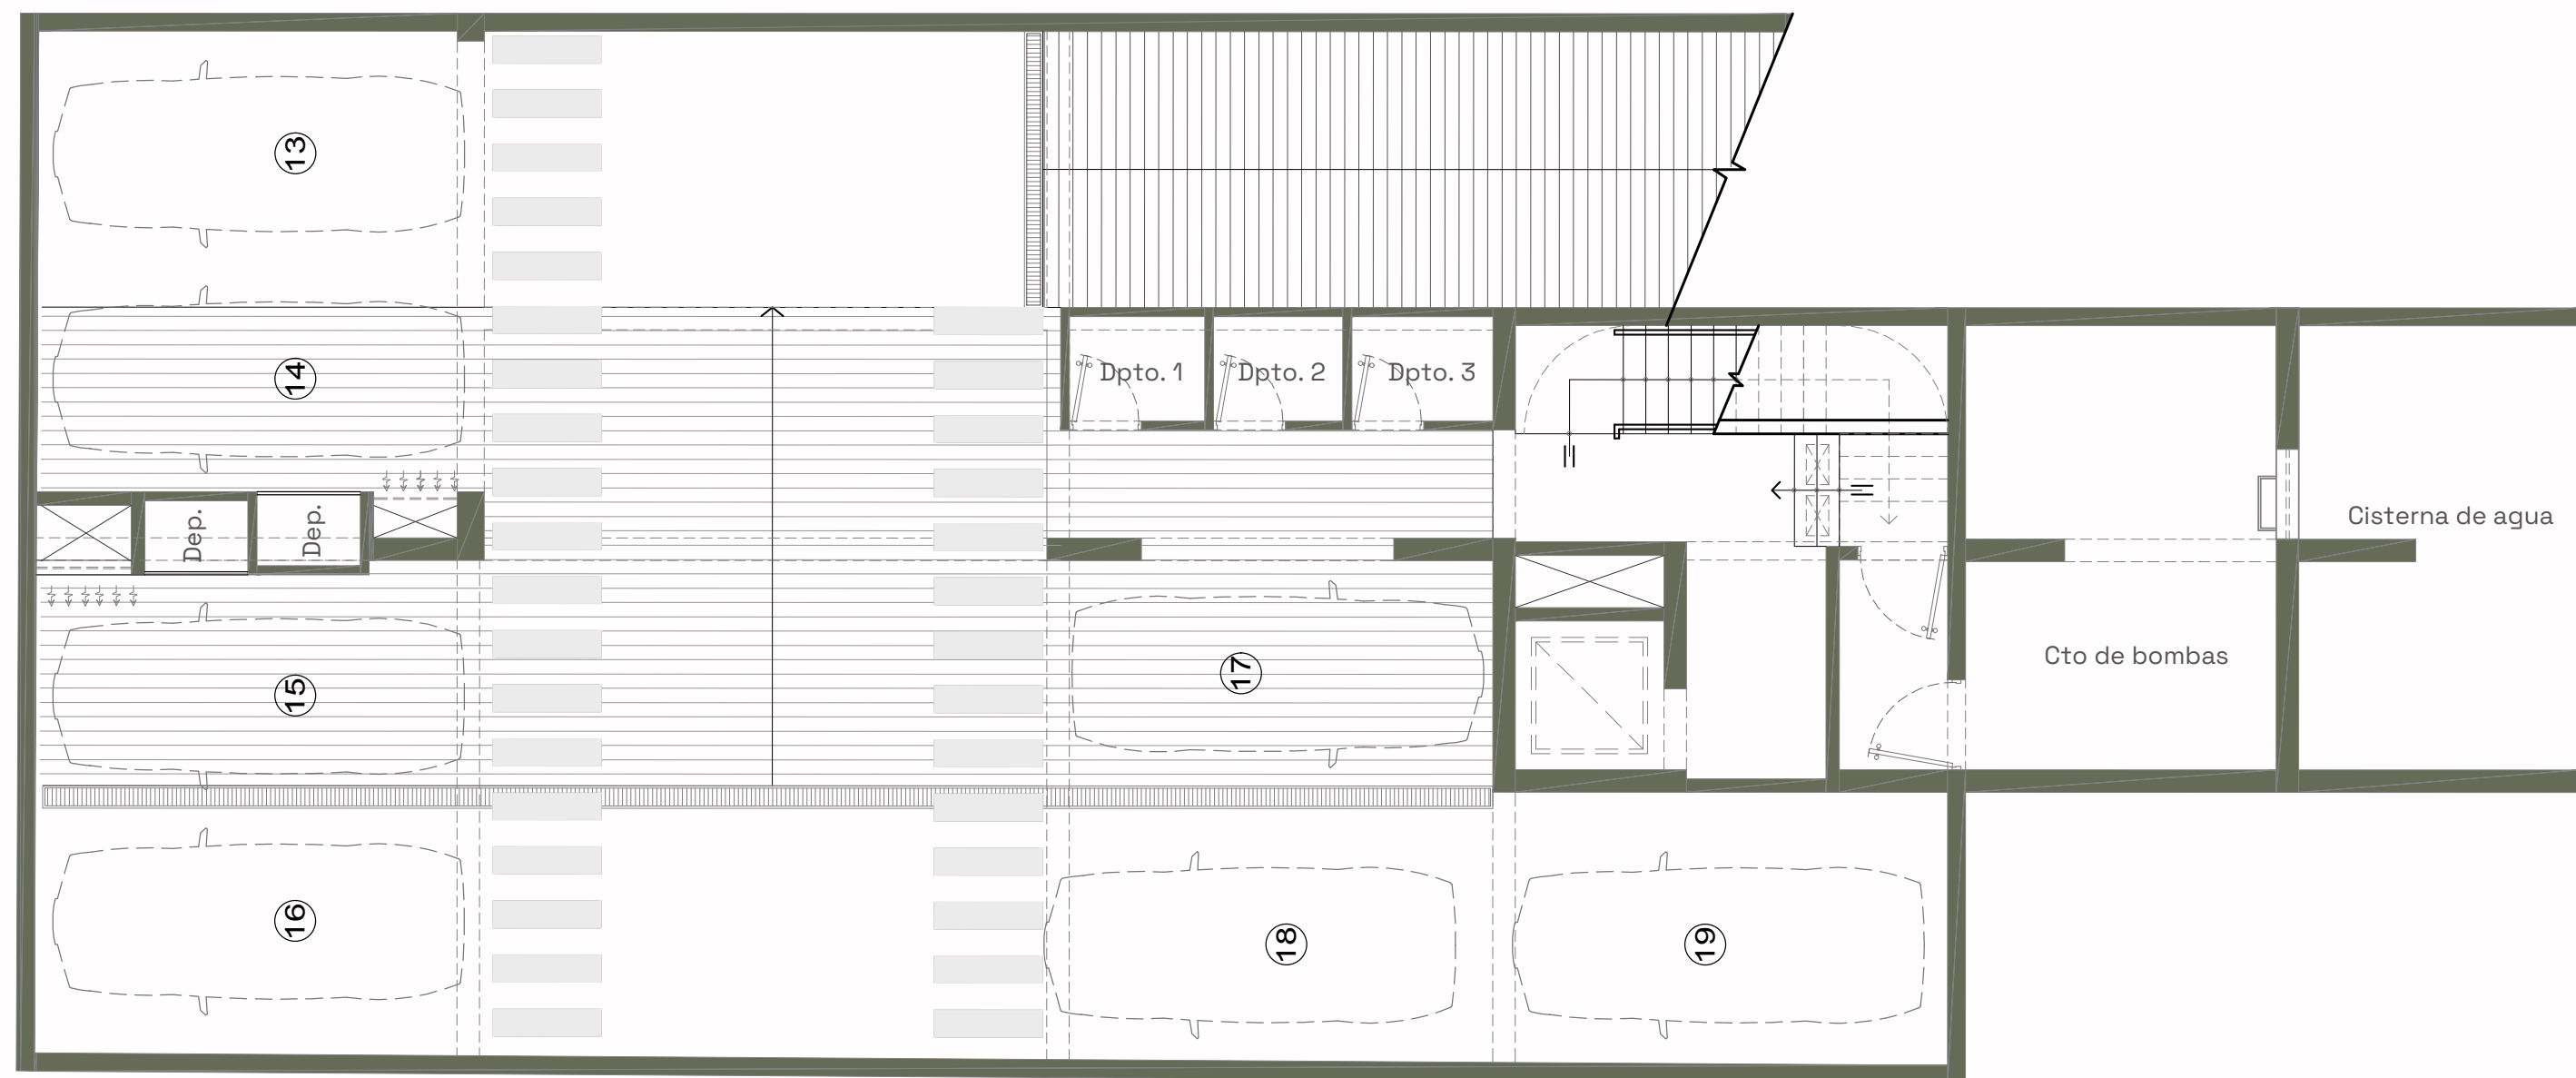 13
14
Dpto. 1
Dpto. 2
Dpto. 3
Dep.
Dep.
Cisterna de agua
Cto de bombas
15
17
16
18
19